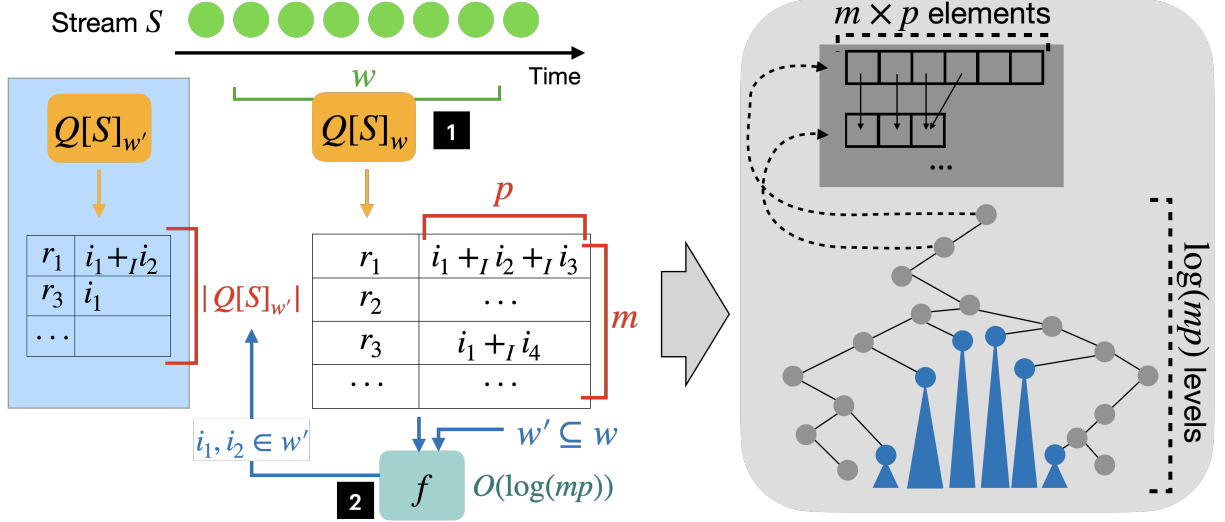 Stream S
Time
w
Q[S]w′
Q[S]w
1
p
r1 i1 +I i2
r3 i1
⋯
|Q[S]w′|
r1 i1 +I i2 +I i3
r2 ⋯
r3 i1 +I i4
⋯ ⋯
m
i1, i2 ∈ w′
w′ ⊆ w
2
f
O(log(mp))
m × p elements
...
log(mp) levels